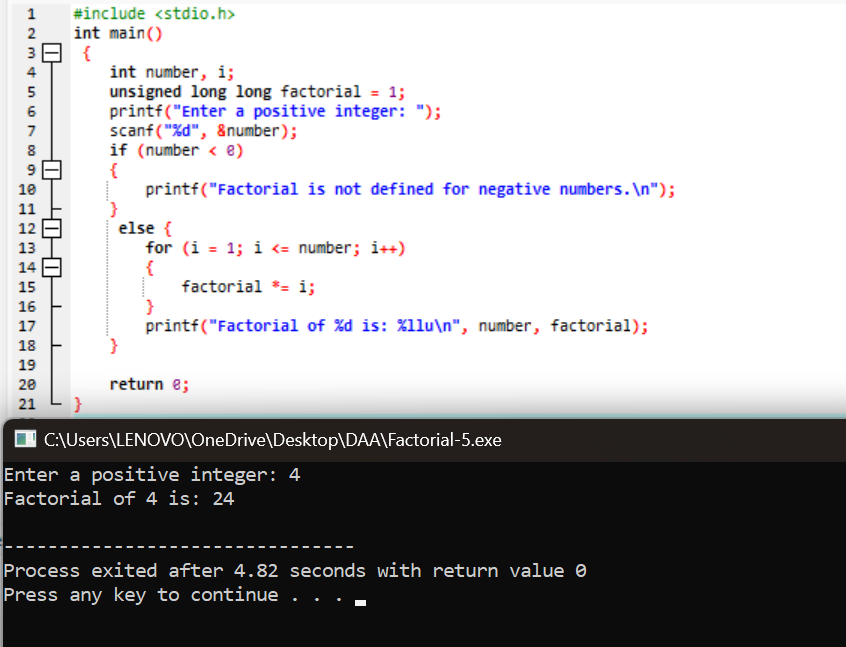 1 #include <stdio.h>
2 int main()
3 {
4 int number, i;
5 unsigned long long factorial = 1;
6 printf("Enter a positive integer: ");
7 scanf("%d", &number);
8 if (number < 0)
9 {
10 printf("Factorial is not defined for negative numbers.\n");
11 }
12 else {
13 for (i = 1; i <= number; i++)
14 {
15 factorial *= i;
16 }
17 printf("Factorial of %d is: %llu\n", number, factorial);
18 }
19
20 return 0;
21 }
C:\Users\LENOVO\OneDrive\Desktop\DAA\Factorial-5.exe
Enter a positive integer: 4
Factorial of 4 is: 24
--------------------------------
Process exited after 4.82 seconds with return value 0
Press any key to continue . . .